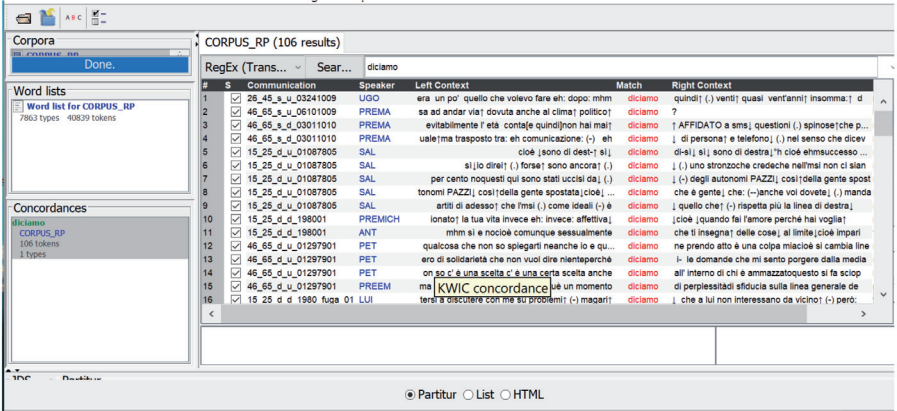 A B C
Corpora
CORPUS_RP
Done.
Word lists
Word list for CORPUS_RP
7863 types 40839 tokens
Concordances
diciamo
CORPUS_RP
106 tokens
1 types
CORPUS_RP (106 results)
RegEx (Trans... Sear... diciamo
# S Communication Speaker Left Context Match Right Context
1 26_45_s_u_03241009 UGO era un po' quello che volevo fare eh: dopo: mhm diciamo quindi↑ (.) venti↑ quasi vent'anni↑ insomma:↑ d
2 46_65_s_u_06101009 PREMA sa ad andar via↑ dovuta anche al clima↑ politico↑ diciamo ?
3 46_65_s_d_03011010 PREMA evitabilmente l' età conta[e quindi]non hai mai↑ diciamo ↑ AFFIDATO a sms↓ questioni (.) spinose↑che p...
4 46_65_s_d_03011010 PREMA uale↑ma trasposto tra: eh comunicazione: (-) eh diciamo ↓ di persona↑ e telefono↓ (.) nel senso che dicev
5 15_25_d_u_01087805 SAL cioè ↓sono di dest-↑ sì↓ diciamo di-sì↓ sì↓ sono di destra↓°h cioè ehmsuccesso ...
6 15_25_d_u_01087805 SAL sì↓io direi↑ (.) forse↑ sono ancora↑ (.) diciamo ↓ (.) uno stronzoche credeche nell'msi non ci sian
7 15_25_d_u_01087805 SAL per cento noquesti qui sono stati uccisi da↓ (.) diciamo ↓ (-) degli autonomi PAZZI↓ così↑della gente spost
8 15_25_d_u_01087805 SAL tonomi PAZZI↓ così↑della gente spostata↓cioè↓ ... diciamo che è gente↓ che: (--)anche voi dovete↓ (.) manda
9 15_25_d_u_01087805 SAL artiti di adesso↑ che l'msi (.) come ideali (-) è diciamo ↓ quello che↑ (-) rispetta più la linea di destra↓
10 15_25_d_d_198001 PREMICH ionato↑ la tua vita invece eh: invece: affettiva↓ diciamo ↓cioè ↓quando fai l'amore perché hai voglia↑
11 15_25_d_d_198001 ANT mhm sì e nocioè comunque sessualmente diciamo che ti insegna↑ delle cose↓ al limite↓cioè impari
12 46_65_d_u_01297901 PET qualcosa che non so spiegarti neanche io e qu... diciamo ne prendo atto è una colpa miacioè si cambia line
13 46_65_d_u_01297901 PET ero di solidarietà che non vuol dire nienteperché diciamo i- le domande che mi sento porgere dalla media
14 46_65_d_u_01297901 PET on so c' è una scelta c' è una certa scelta anche diciamo all' interno di chi è ammazzatoquesto si fa sciop
15 46_65_d_u_01297901 PREEM ma uè un momento diciamo di perplessitàdi sfiducia sulla linea generale de
KWIC concordance
16 15_25_d_d_1980_fuga_01 LUI tersi a discutere con me su problemi↑ (-) magari↑ diciamo ↓ che a lui non interessano da vicino↑ (-) però:
Partitur
Partitur List HTML